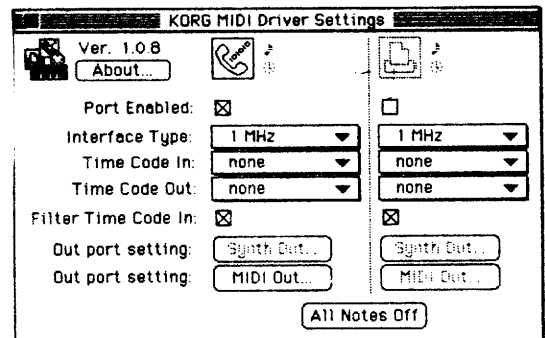 KORG MIDI Driver Settings
Ver. 1.0.8
About...
Port Enabled:
Interface Type: 1 MHz 1 MHz
Time Code In: none none
Time Code Out: none none
Filter Time Code In:
Out port setting: Synth Out... Synth Out...
Out port setting: MIDI Out... MIDI Out...
All Notes Off